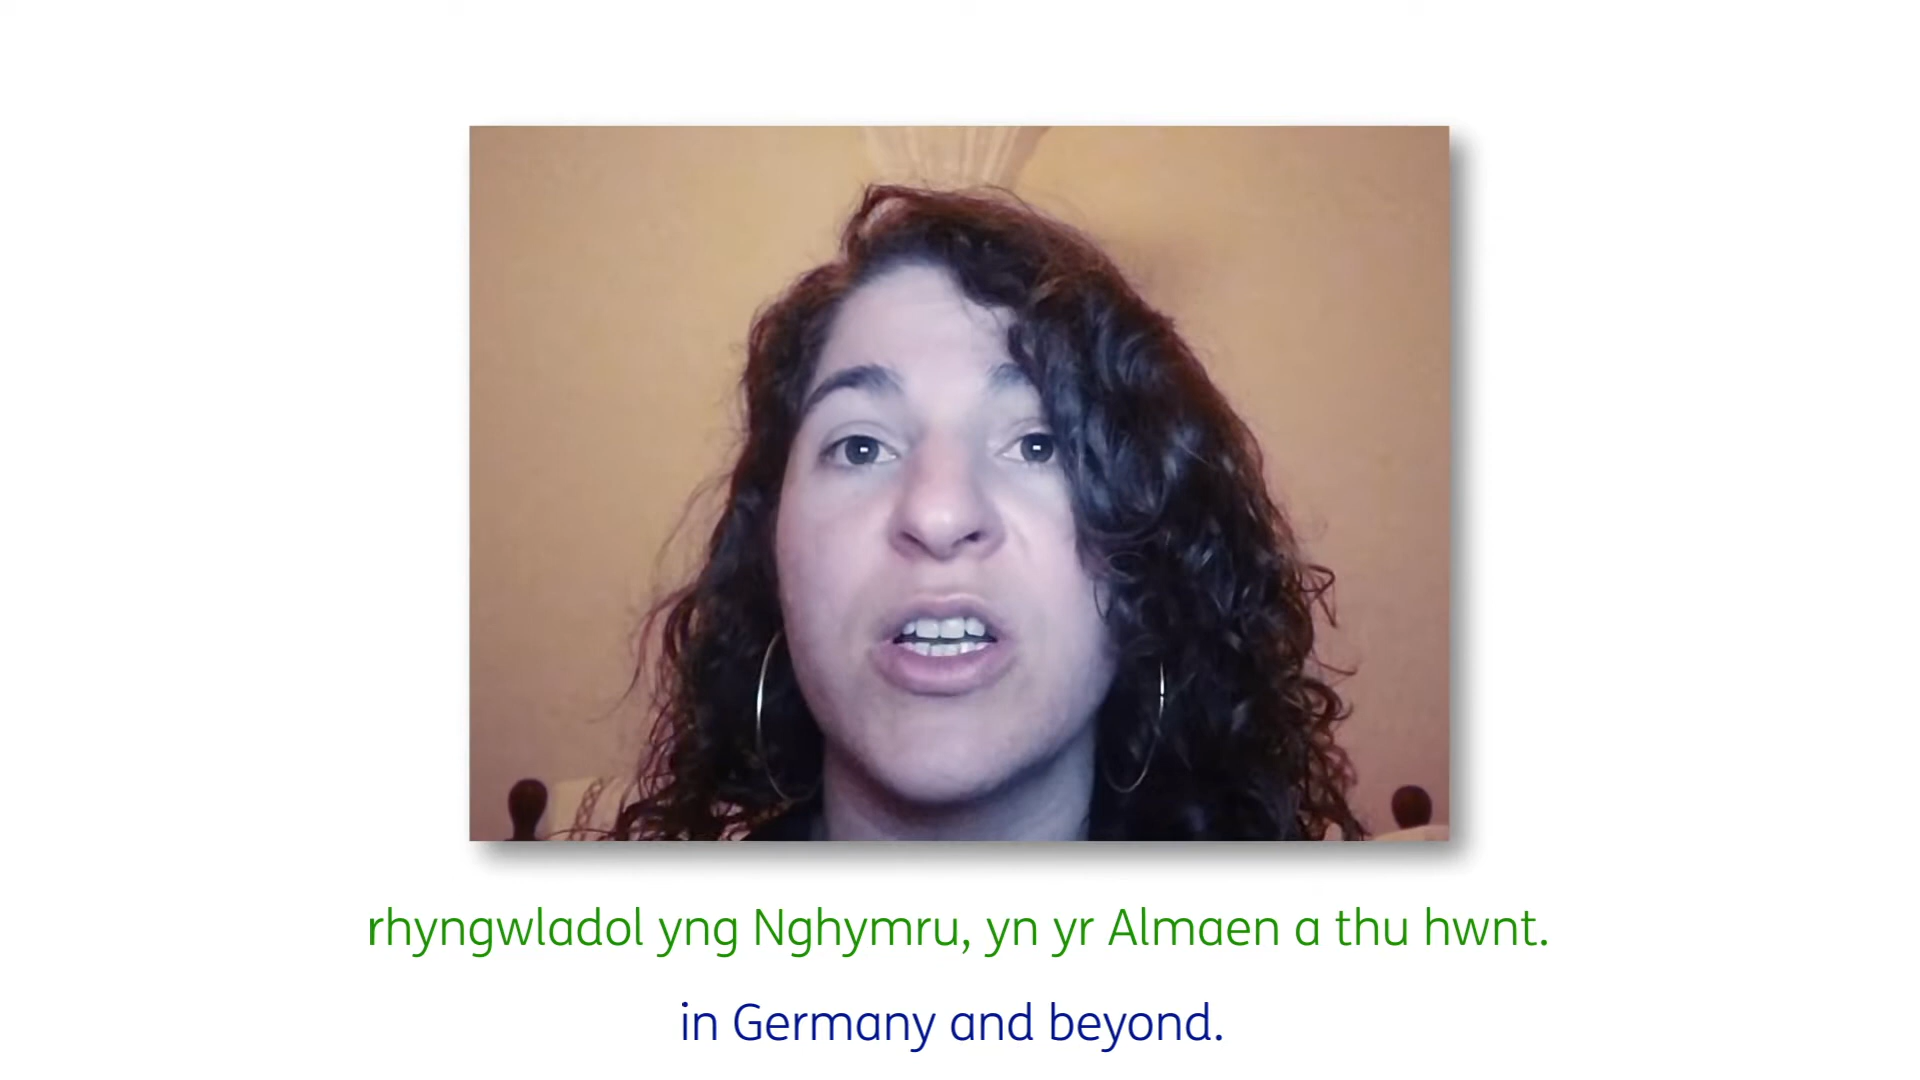 rhyngwladol yng Nghymru, yn yr Almaen a thu hwnt.
in Germany and beyond.